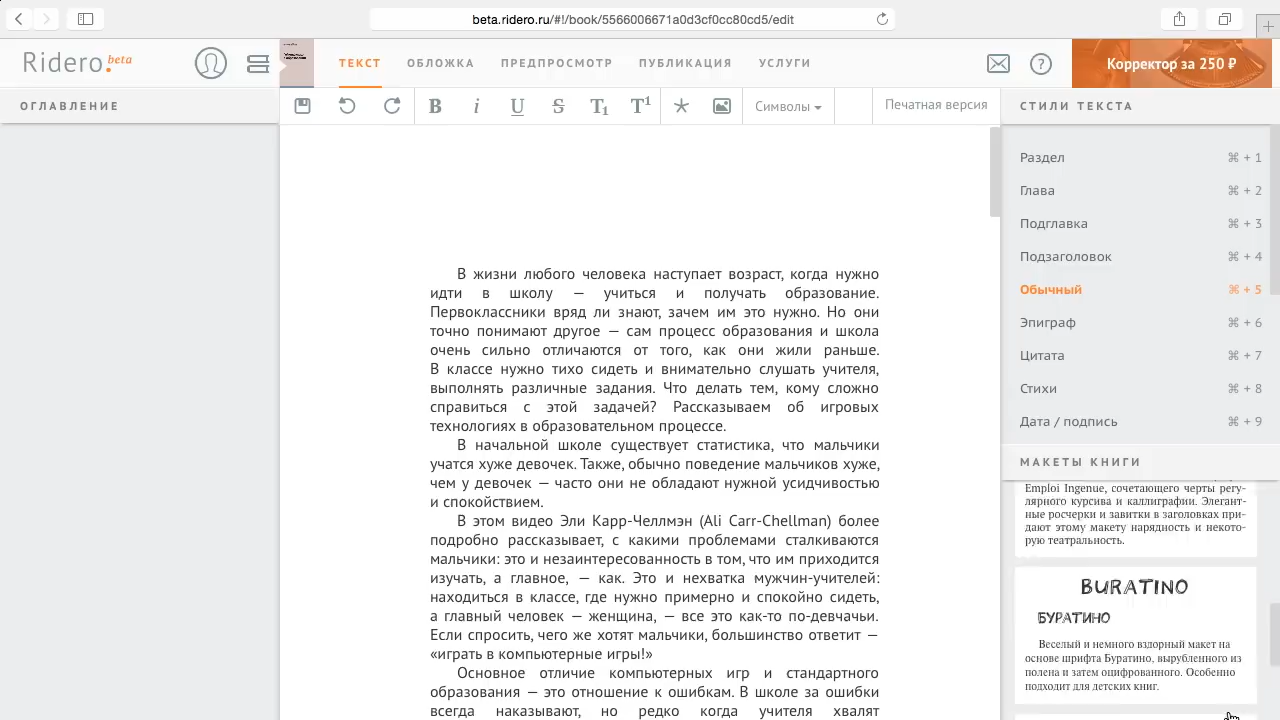 beta.ridero.ru/#!/book/5566006671a0d3cf0cc80cd5/edit
Ridero.beta
ТЕКСТ ОБЛОЖКА ПРЕДПРОСМОТР ПУБЛИКАЦИЯ УСЛУГИ
Корректор за 250 ₽
ОГЛАВЛЕНИЕ
B i U S T1 T1 Символы Печатная версия
СТИЛИ ТЕКСТА
Раздел ⌘ + 1
Глава ⌘ + 2
Подглавка ⌘ + 3
Подзаголовок ⌘ + 4
Обычный ⌘ + 5
Эпиграф ⌘ + 6
Цитата ⌘ + 7
Стихи ⌘ + 8
Дата / подпись ⌘ + 9
В жизни любого человека наступает возраст, когда нужно
идти в школу — учиться и получать образование.
Первоклассники вряд ли знают, зачем им это нужно. Но они
точно понимают другое — сам процесс образования и школа
очень сильно отличаются от того, как они жили раньше.
В классе нужно тихо сидеть и внимательно слушать учителя,
выполнять различные задания. Что делать тем, кому сложно
справиться с этой задачей? Рассказываем об игровых
технологиях в образовательном процессе.
В начальной школе существует статистика, что мальчики
учатся хуже девочек. Также, обычно поведение мальчиков хуже,
чем у девочек — часто они не обладают нужной усидчивостью
и спокойствием.
В этом видео Эли Карр-Челлмэн (Ali Carr-Chellman) более
подробно рассказывает, с какими проблемами сталкиваются
мальчики: это и незаинтересованность в том, что им приходится
изучать, а главное, — как. Это и нехватка мужчин-учителей:
находиться в классе, где нужно примерно и спокойно сидеть,
а главный человек — женщина, — все это как-то по-девчачьи.
Если спросить, чего же хотят мальчики, большинство ответит —
«играть в компьютерные игры!»
Основное отличие компьютерных игр и стандартного
образования — это отношение к ошибкам. В школе за ошибки
всегда наказывают, но редко когда учителя хвалят
МАКЕТЫ КНИГИ
Emploi Ingenue, сочетающего черты регу-
лярного курсива и каллиграфии. Элегант-
ные росчерки и завитки в заголовках при-
дают этому макету нарядность и некото-
рую театральность.
BURATINO
БУРАТИНО
Веселый и немного вздорный макет на
основе шрифта Буратино, вырубленного из
полена и затем оцифрованного. Особенно
подходит для детских книг.